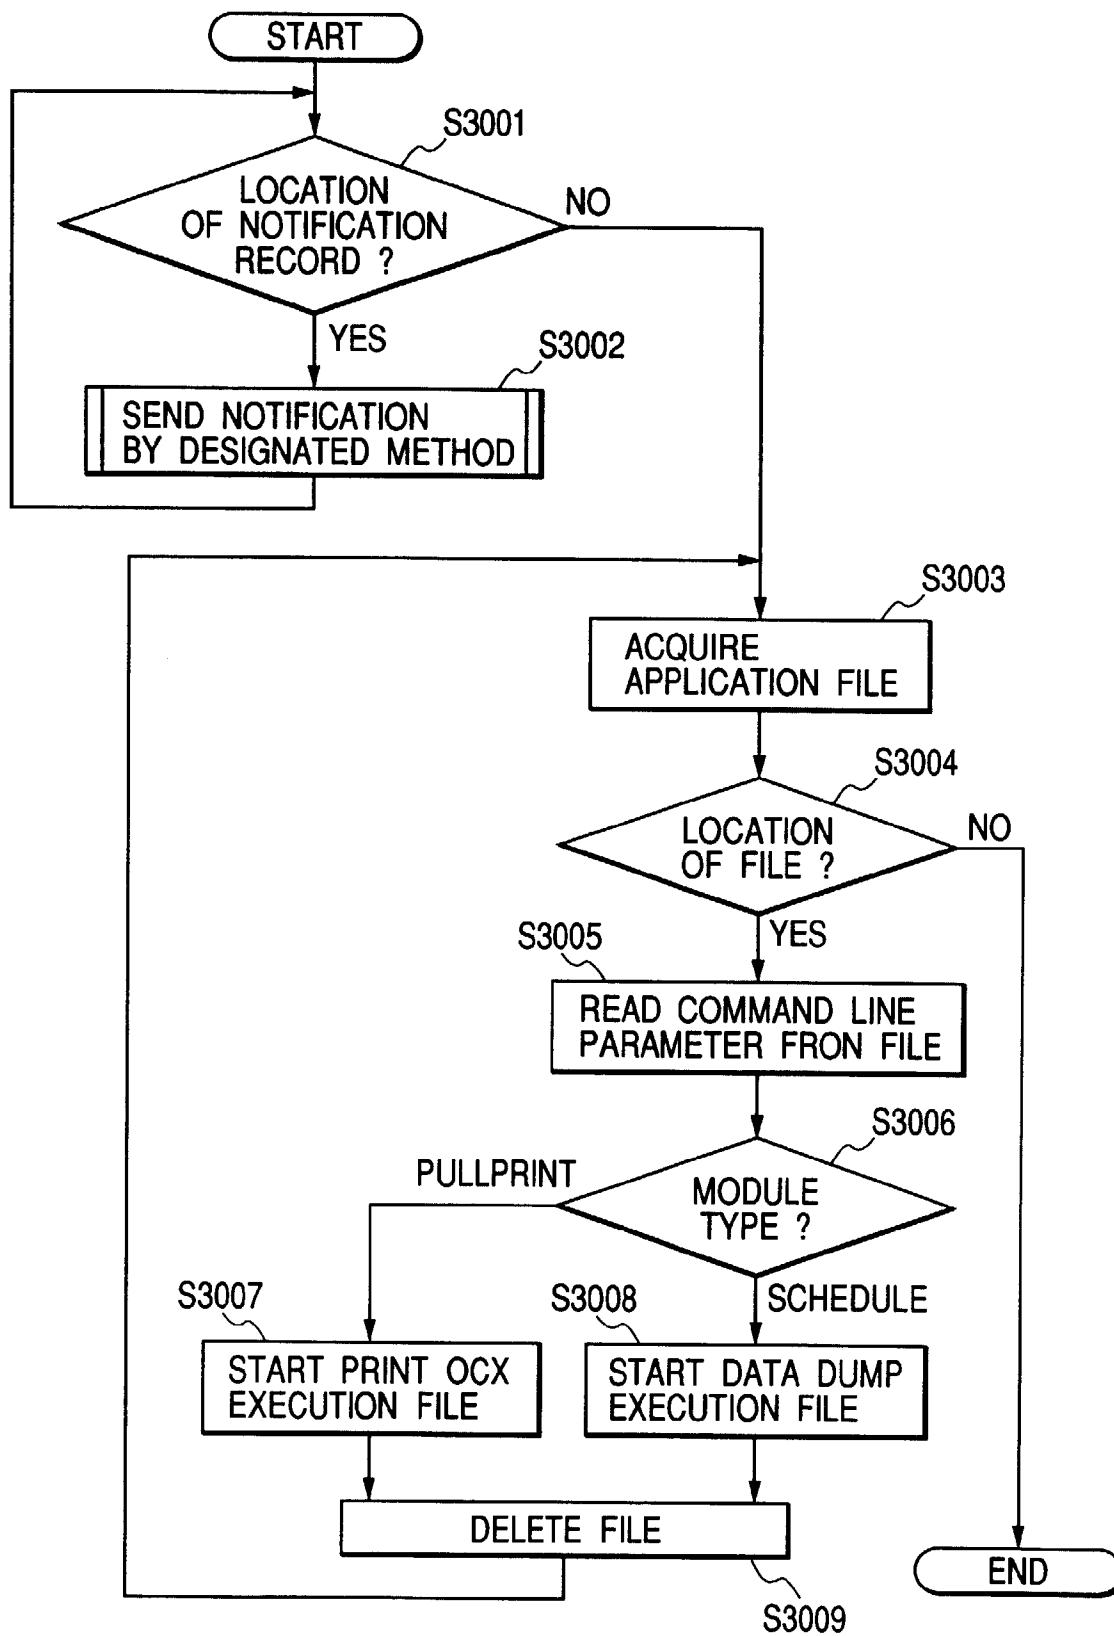 START
S3001
LOCATION
OF NOTIFICATION
RECORD ?
NO
YES
S3002
SEND NOTIFICATION
BY DESIGNATED METHOD
S3003
ACQUIRE
APPLICATION FILE
S3004
LOCATION
OF FILE ?
NO
YES
S3005
READ COMMAND LINE
PARAMETER FRON FILE
S3006
MODULE
TYPE ?
PULLPRINT
SCHEDULE
S3007
START PRINT OCX
EXECUTION FILE
S3008
START DATA DUMP
EXECUTION FILE
DELETE FILE
S3009
END